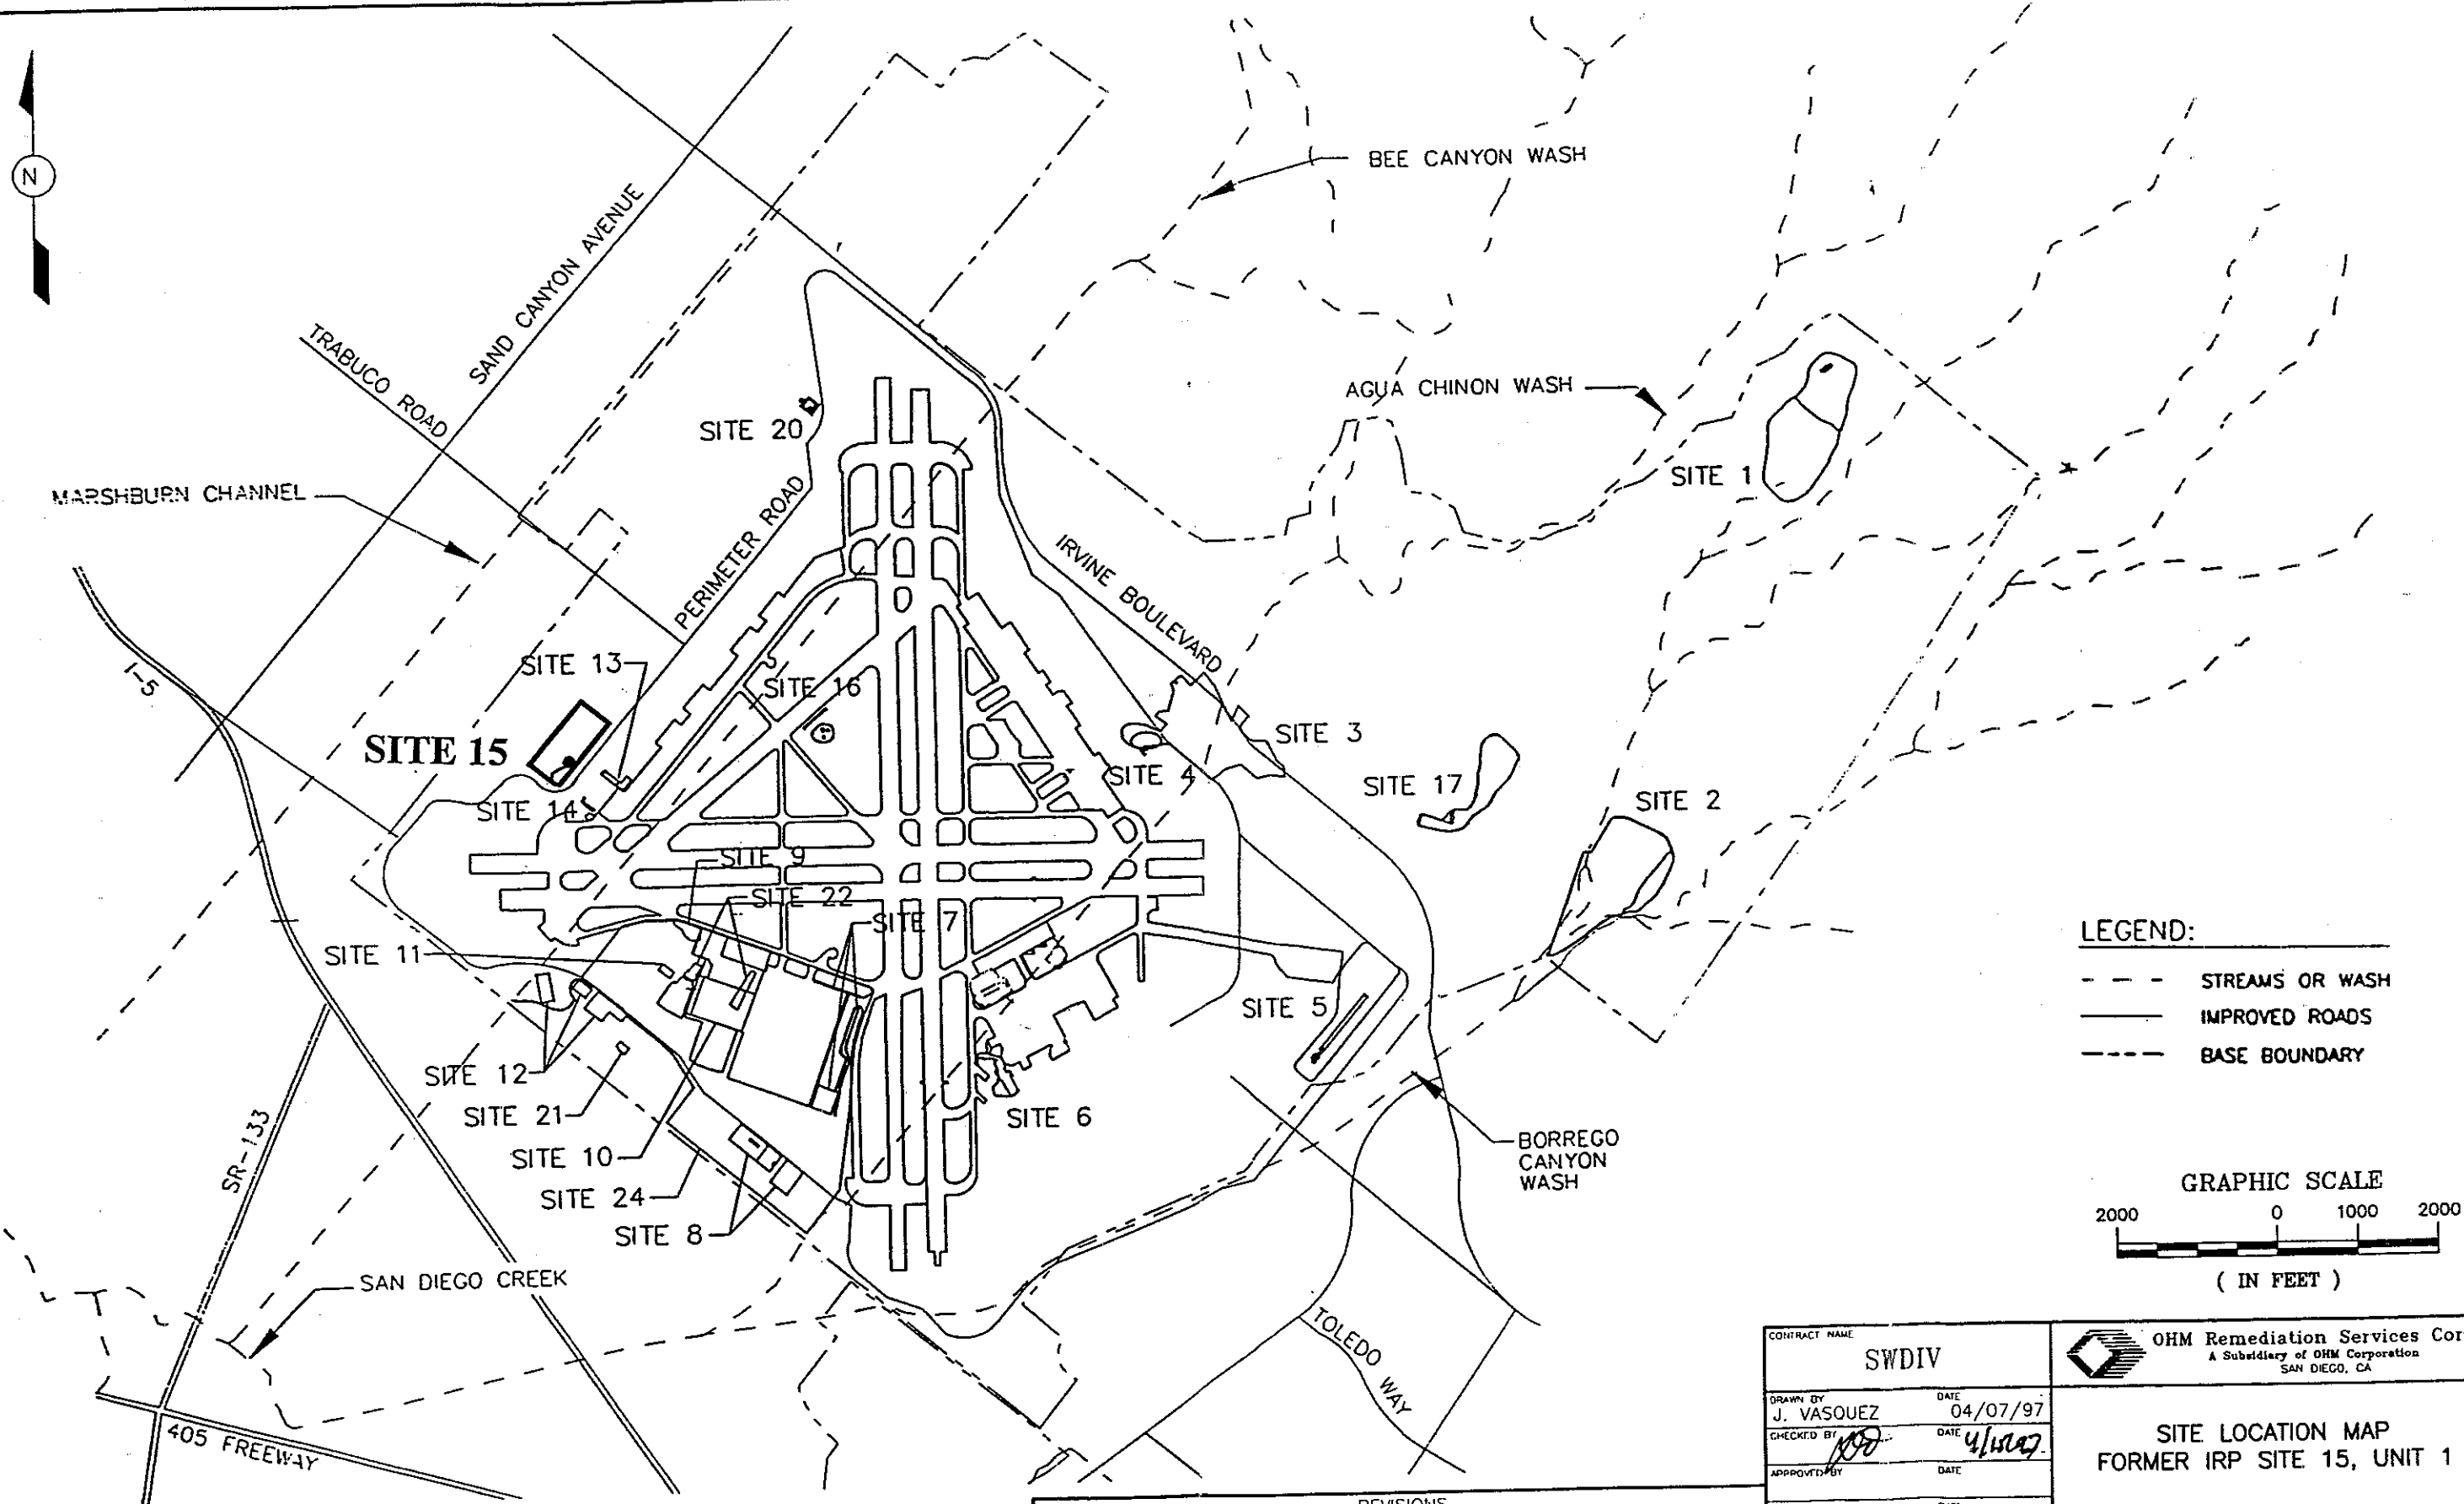 N
BEE CANYON WASH
SAND CANYON AVENUE
TRABUCO ROAD
AGUA CHINON WASH
SITE 20
SITE 1
MARSHBURN CHANNEL
PERIMETER ROAD
IRVINE BOULEVARD
I-5
SITE 13
SITE 16
SITE 15
SITE 3
SITE 4
SITE 17
SITE 14
SITE 2
SITE 9
SITE 22
SITE 7
SITE 11
SITE 5
SITE 12
SITE 21
SITE 6
SITE 10
SITE 24
SITE 8
SR-133
BORREGO
CANYON
WASH
SAN DIEGO CREEK
TOLEDO WAY
405 FREEWAY
LEGEND:
STREAMS OR WASH
IMPROVED ROADS
BASE BOUNDARY
GRAPHIC SCALE
2000 0 1000 2000
( IN FEET )
CONTRACT NAME
SWDIV
OHM Remediation Services Cor
A Subsidiary of OHM Corporation
SAN DIEGO, CA
DRAWN BY DATE
J. VASQUEZ 04/07/97
CHECKED BY DATE
APPROVED BY DATE
SITE LOCATION MAP
FORMER IRP SITE 15, UNIT 1
REVISIONS